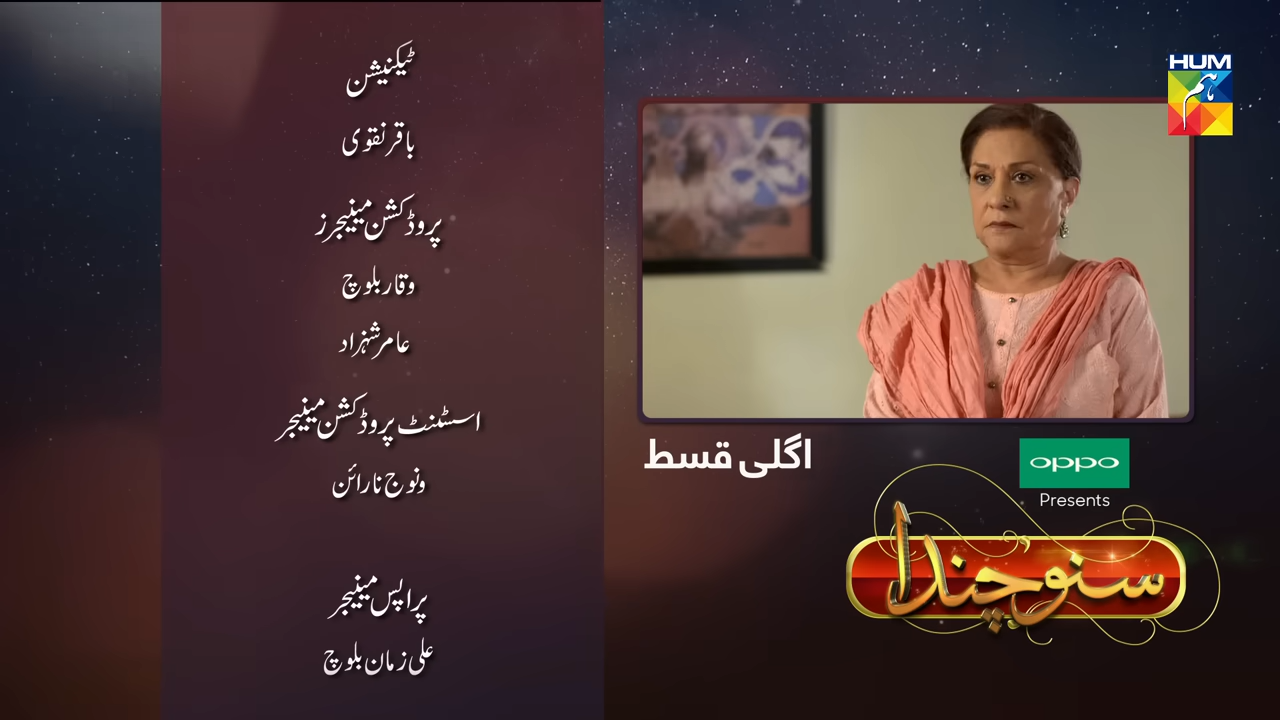 ٹیکنیشن
باقر نقوی
پروڈکشن مینیجرز
وقار بلوچ
عامر شہزاد
اسسٹنٹ پروڈکشن مینیجر
ونوج نارائن
پراپس مینیجر
علی زمان بلوچ
HUM
ہم
اگلی قسط
oppo
Presents
سنو چندا